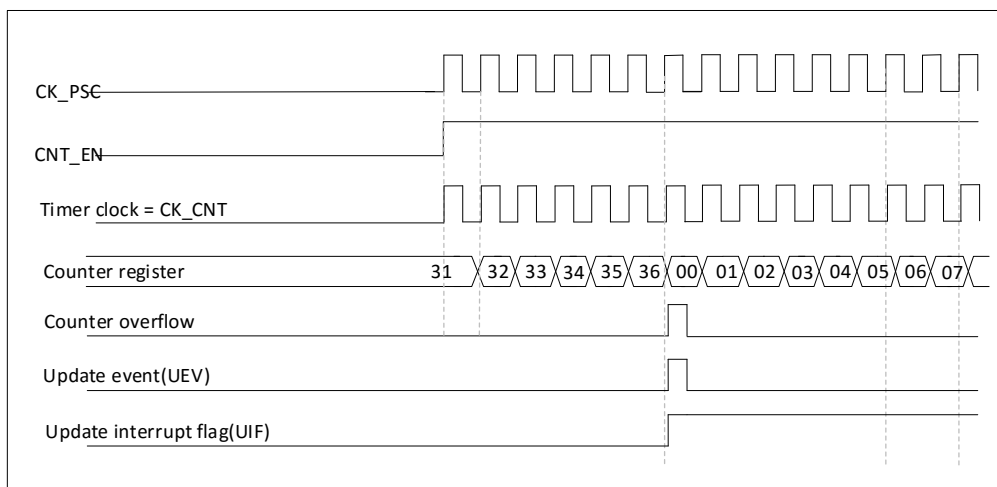 CK_PSC
CNT_EN
Timer clock = CK_CNT
Counter register 31 32 33 34 35 36 00 01 02 03 04 05 06 07
Counter overflow
Update event(UEV)
Update interrupt flag(UIF)